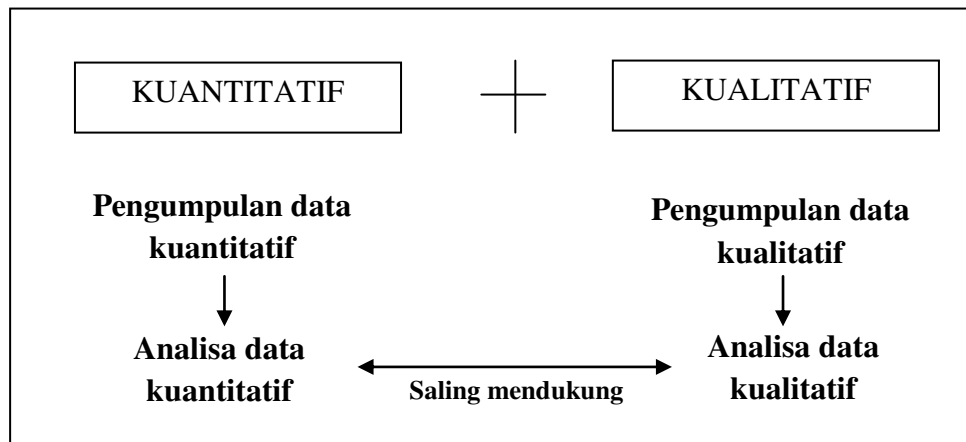 KUANTITATIF
KUALITATIF
Pengumpulan data
kuantitatif
Pengumpulan data
kualitatif
Analisa data
kuantitatif
Saling mendukung
Analisa data
kualitatif